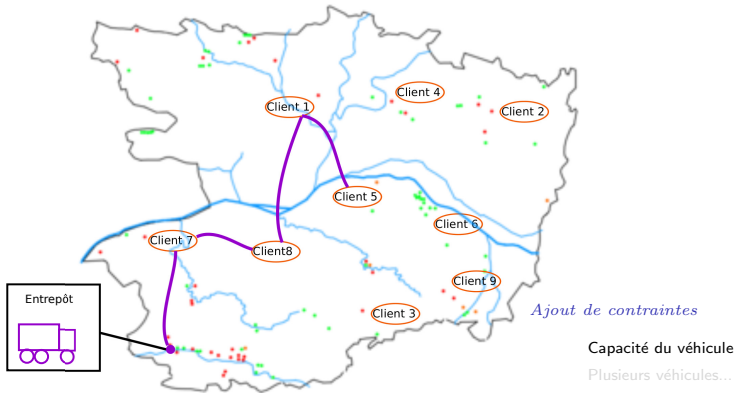 Client 4
Client 1
Client 2
Client 5
Client 6
Client 7
Client8
Client 9
Entrepôt
Client 3
Ajout de contraintes
Capacité du véhicule
Plusieurs véhicules...